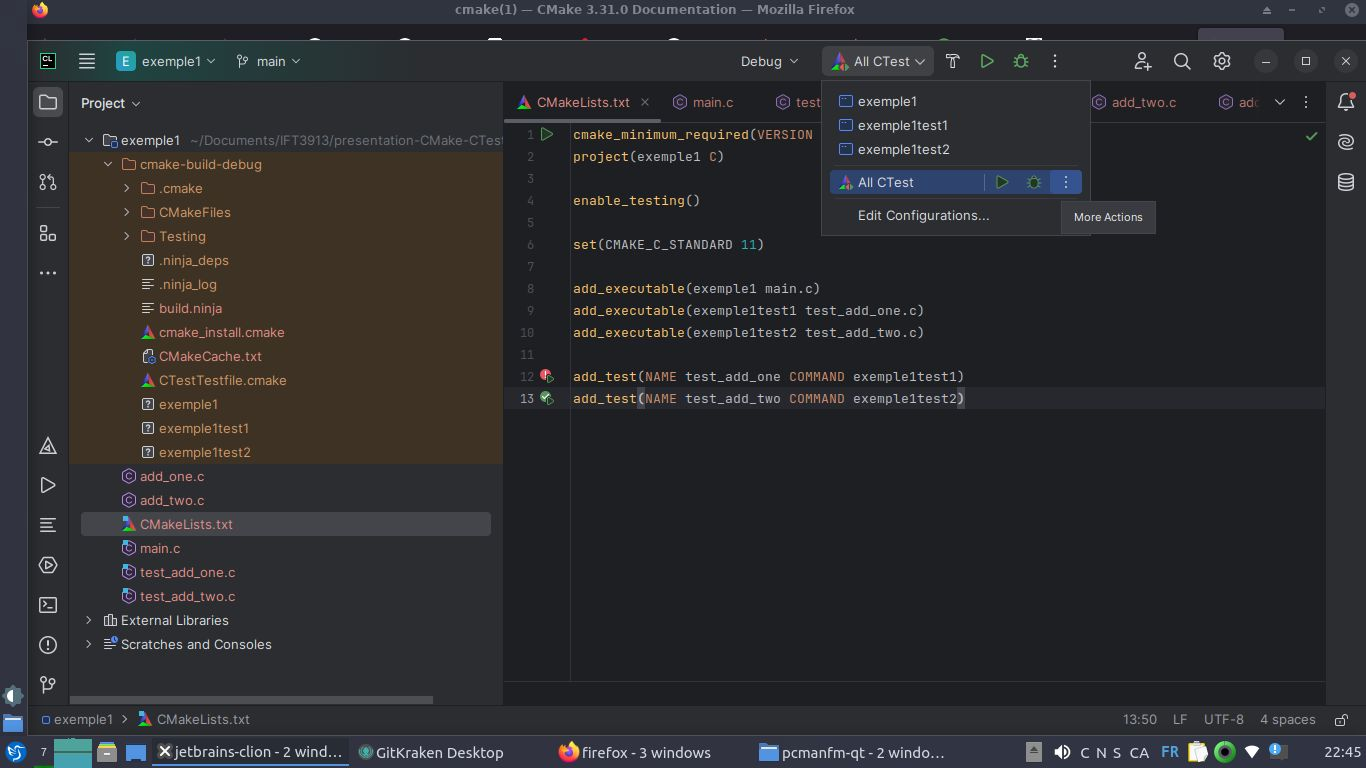 cmake(1) — CMake 3.31.0 Documentation — Mozilla Firefox
CL
E exemple1
main
Debug
All CTest
Project
CMakeLists.txt
main.c
test
add_two.c
exemple1 ~/Documents/IFT3913/presentation-CMake-CTest
cmake-build-debug
.cmake
CMakeFiles
Testing
.ninja_deps
.ninja_log
build.ninja
cmake_install.cmake
CMakeCache.txt
CTestTestfile.cmake
exemple1
exemple1test1
exemple1test2
add_one.c
add_two.c
CMakeLists.txt
main.c
test_add_one.c
test_add_two.c
External Libraries
Scratches and Consoles
1 cmake_minimum_required(VERSION
2 project(exemple1 C)
3
4 enable_testing()
5
6 set(CMAKE_C_STANDARD 11)
7
8 add_executable(exemple1 main.c)
9 add_executable(exemple1test1 test_add_one.c)
10 add_executable(exemple1test2 test_add_two.c)
11
12 add_test(NAME test_add_one COMMAND exemple1test1)
13 add_test(NAME test_add_two COMMAND exemple1test2)
exemple1
exemple1test1
exemple1test2
All CTest
Edit Configurations...
More Actions
exemple1 > CMakeLists.txt
13:50 LF UTF-8 4 spaces
7
jetbrains-clion - 2 wind...
GitKraken Desktop
firefox - 3 windows
pcmanfm-qt - 2 windo...
C N S CA FR
22:45